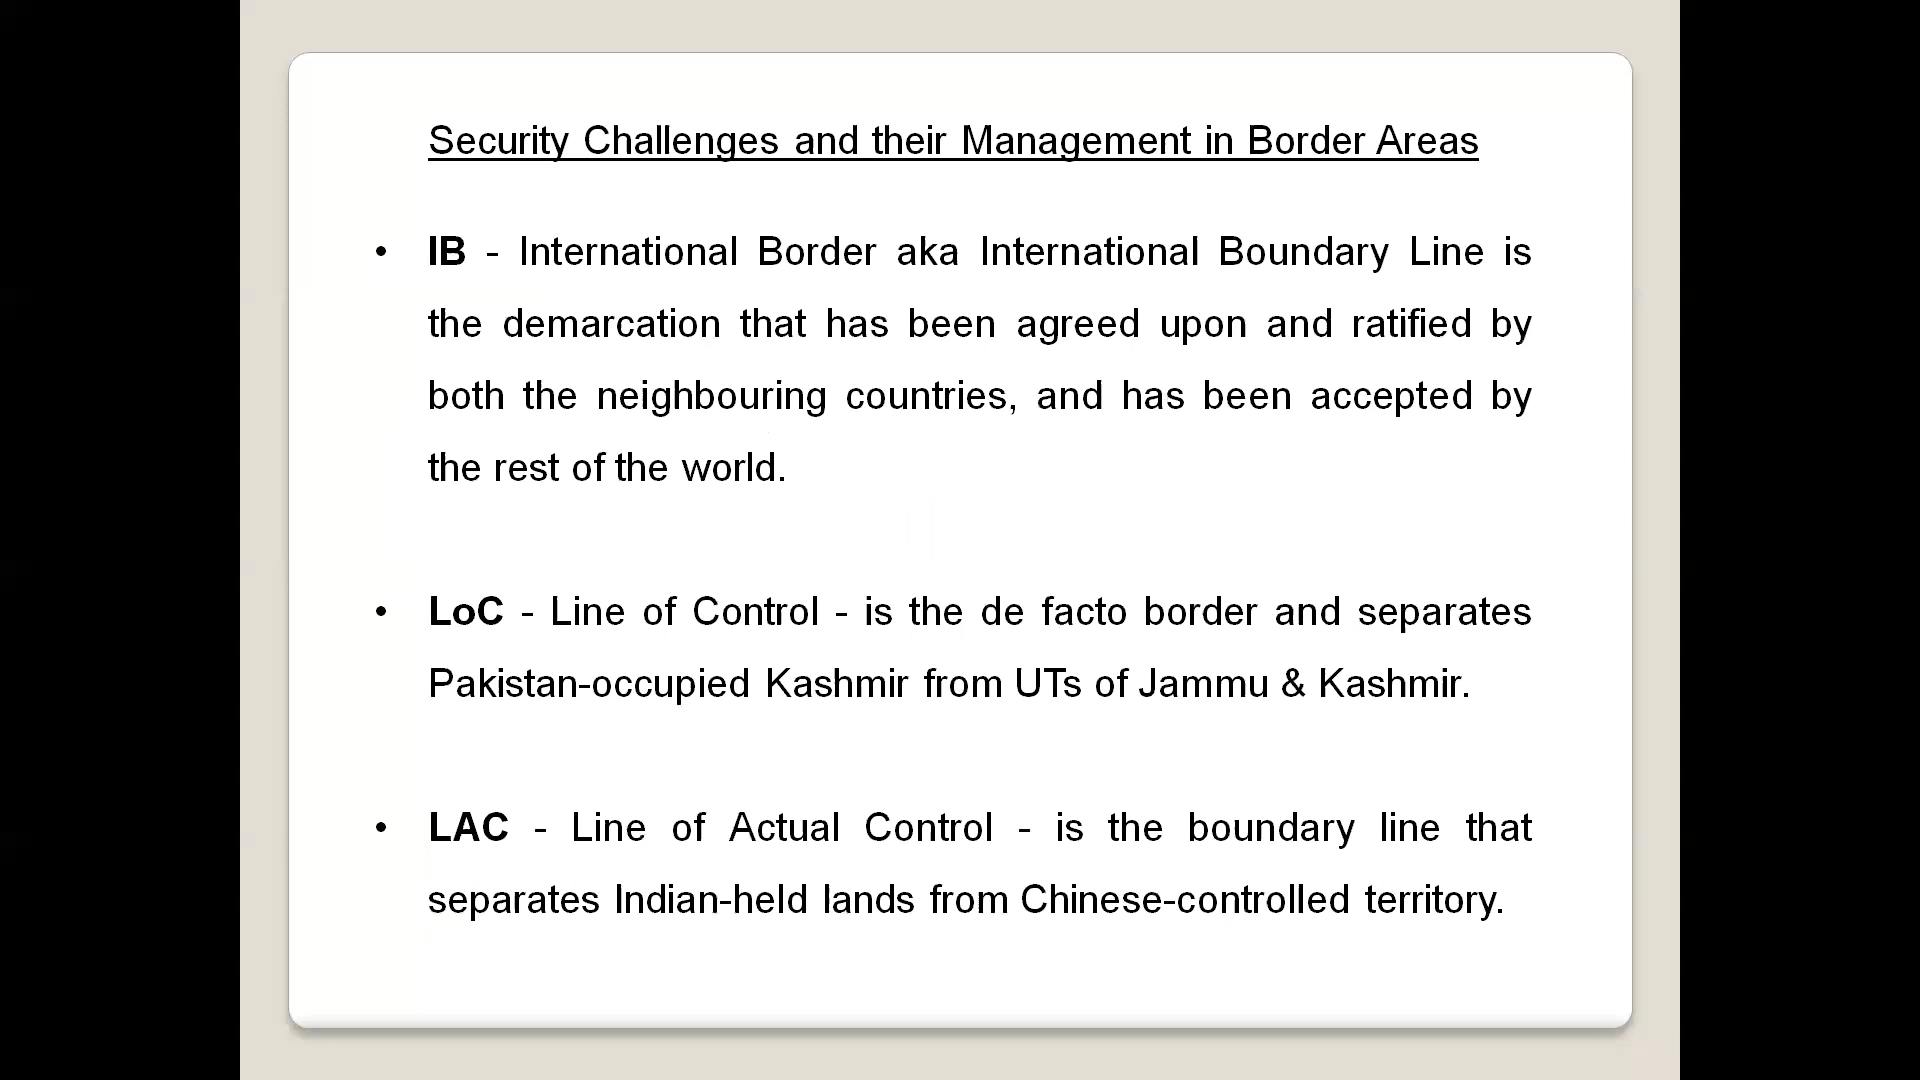 Security Challenges and their Management in Border Areas
• IB - International Border aka International Boundary Line is
the demarcation that has been agreed upon and ratified by
both the neighbouring countries, and has been accepted by
the rest of the world.
• LoC - Line of Control - is the de facto border and separates
Pakistan-occupied Kashmir from UTs of Jammu & Kashmir.
• LAC - Line of Actual Control - is the boundary line that
separates Indian-held lands from Chinese-controlled territory.